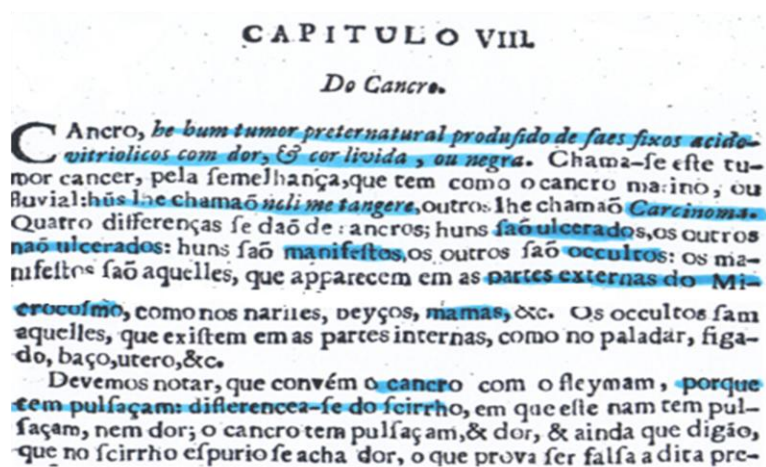 CAPITULO VIII.
Do Cancro.
CAncro, he hum tumor preternatural produſido de ſaes fixos acido-
vitriolicos com dor, & cor livida, ou negra. Chama-ſe eſte tu-
mor cancer, pela ſemelhança, que tem como o cancro marino, ou
fluvial: hũs lhe chamaõ neli me tangere, outros lhe chamaõ Carcinoma.
Quatro differenças ſe daõ de cancros; huns ſaõ ulcerados, os outros
naõ ulcerados: huns ſaõ manifeſtos, os outros ſaõ occultos: os ma-
nifeſtos ſaõ aquelles, que apparecem em as partes externas do Mi-
crocoſmo, como nos narizes, beyços, mamas, &c. Os occultos ſam
aquelles, que exiſtem em as partes internas, como no paladar, figa-
do, baço, utero, &c.
Devemos notar, que convém o cancro com o fleymam, porque
tem pulſaçam: differencea-ſe do ſcirrho, em que eſte nam tem pul-
ſaçam, nem dor; o cancro tem pulſaçam, & dor, & ainda que digão,
que no ſcirrho eſpurio ſe acha dor, o que prova ſer falſa a dita pre-